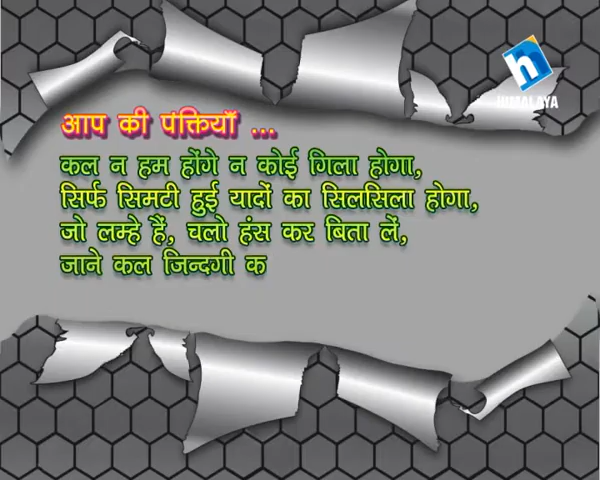 HIMALAYA
आप की पंक्तियाँ ...
कल न हम होंगे न कोई गिला होगा,
सिर्फ सिमटी हुई यादों का सिलसिला होगा,
जो लम्हे हैं, चलो हंस कर बिता लें,
जाने कल जिन्दगी क